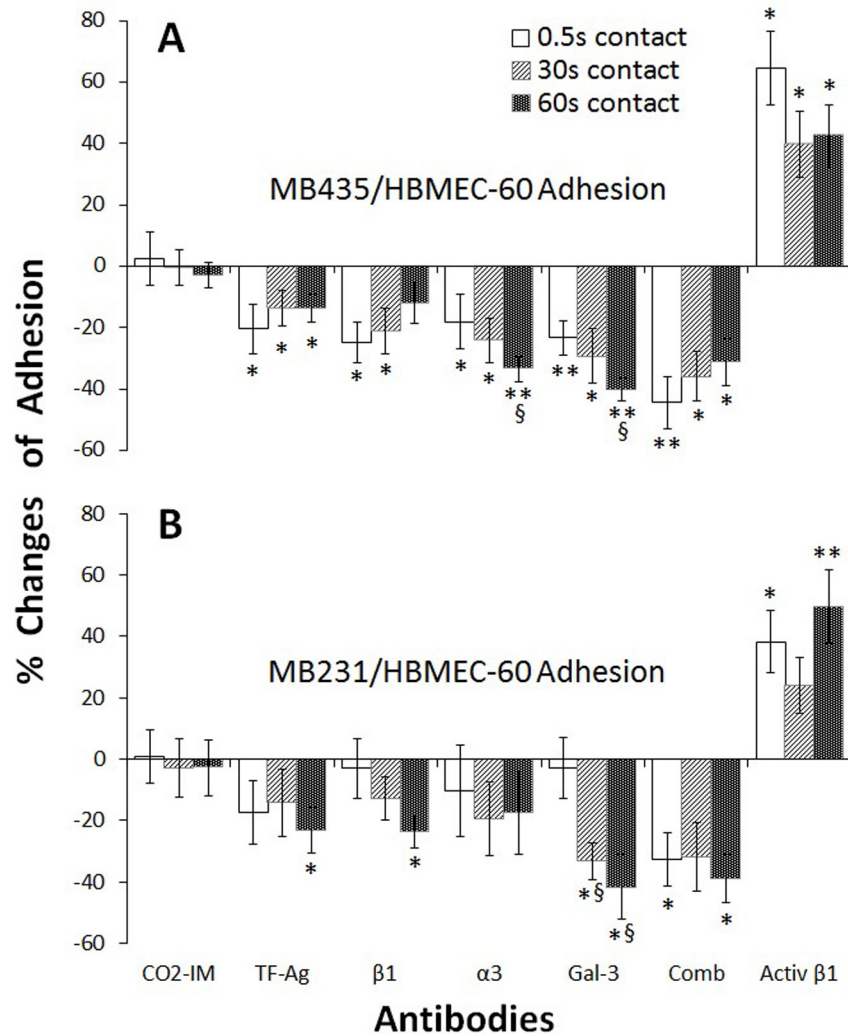 A
0.5s contact
30s contact
60s contact
MB435/HBMEC-60 Adhesion
80
60
40
20
0
-20
-40
-60
* * *
* * *
* *
* * ** §
** * ** §
** * *
% Changes of Adhesion
B
MB231/HBMEC-60 Adhesion
80
60
40
20
0
-20
-40
-60
* **
*
*
*§ *§
* *
CO2-IM TF-Ag β1 α3 Gal-3 Comb Activ β1
Antibodies